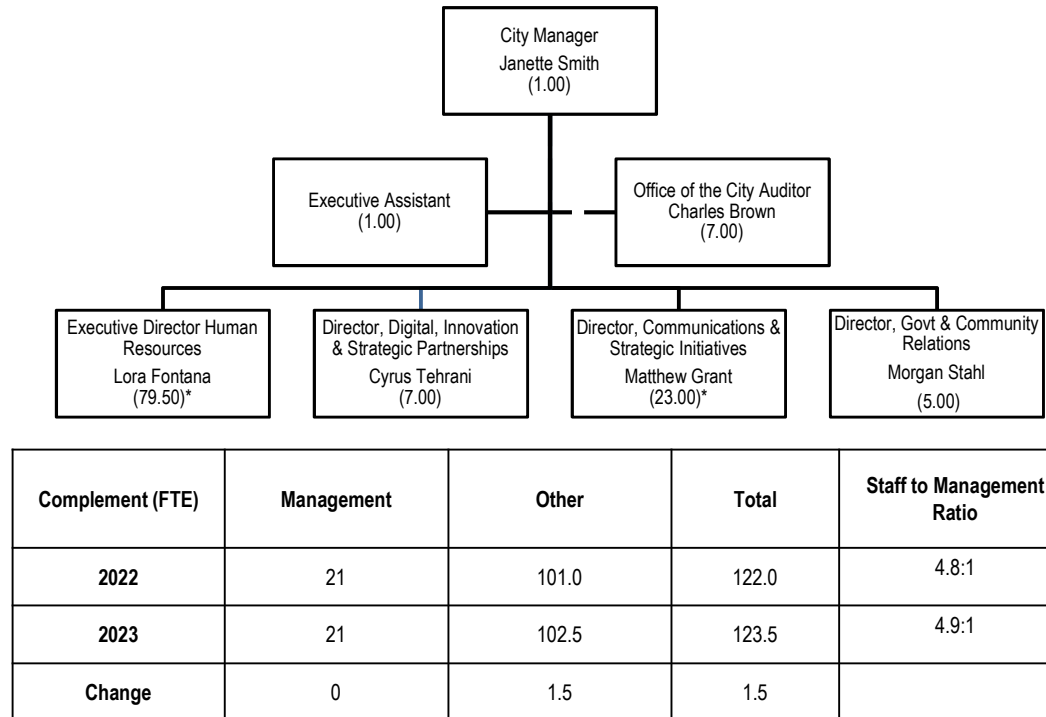 City Manager
Janette Smith
(1.00)
Executive Assistant
(1.00)
Office of the City Auditor
Charles Brown
(7.00)
Executive Director Human
Resources
Lora Fontana
(79.50)*
Director, Digital, Innovation
& Strategic Partnerships
Cyrus Tehrani
(7.00)
Director, Communications &
Strategic Initiatives
Matthew Grant
(23.00)*
Director, Govt & Community
Relations
Morgan Stahl
(5.00)
Complement (FTE) Management Other Total Staff to Management
Ratio
2022 21 101.0 122.0 4.8:1
2023 21 102.5 123.5 4.9:1
Change 0 1.5 1.5